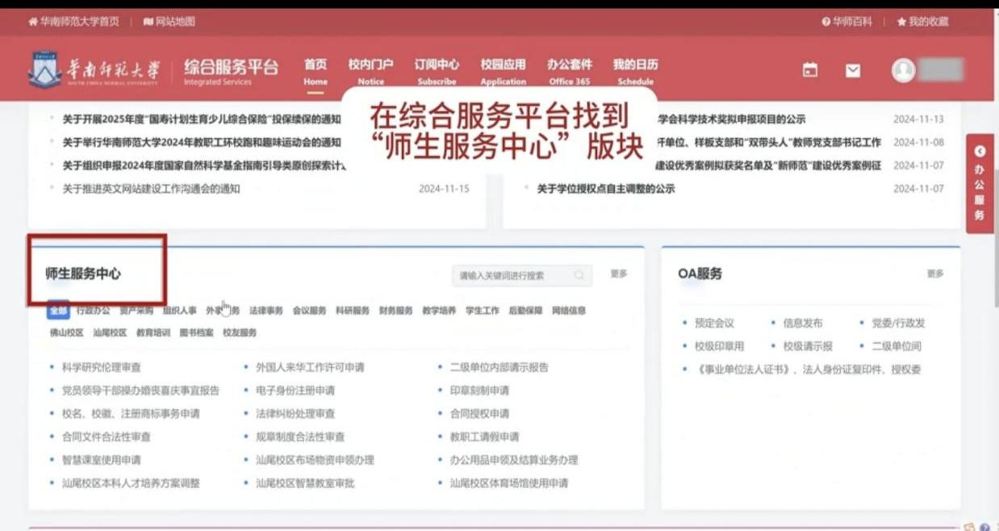 华南师范大学首页 | 网站地图
华师百科 | 我的收藏
華南師範大學
SOUTH CHINA NORMAL UNIVERSITY
综合服务平台
Integrated Services
首页 校内门户 订阅中心 校园应用 办公套件 我的日历
Home Notice Subscribe Application Office 365 Schedule
在综合服务平台找到
“师生服务中心”版块
关于开展2025年度“国寿计划生育少儿综合保险”投保续保的通知
关于举行华南师范大学2024年教职工环校跑和趣味运动会的通知
关于组织申报2024年度国家自然科学基金指南引导类原创探索计
关于推进英文网站建设工作沟通会的通知 2024-11-15
学会科学技术奖拟申报项目的公示 2024-11-13
单位、样板支部和“双带头人”教师党支部书记工作 2024-11-08
建设优秀案例拟获奖名单及“新师范”建设优秀案例征 2024-11-07
关于学位授权点自主调整的公示 2024-11-07
办公服务
师生服务中心
请输入关键词进行搜索 更多
全部 行政办公 资产采购 组织人事 外事 务 法律事务 会议服务 科研服务 财务服务 教学培养 学生工作 后勤保障 网络信息
佛山校区 汕尾校区 教育培训 图书档案 校友服务
科学研究伦理审查 外国人来华工作许可申请 二级单位内部请示报告
党员领导干部操办婚丧喜庆事宜报告 电子身份注册申请 印章刻制申请
校名、校徽、注册商标事务申请 法律纠纷处理审查 合同授权申请
合同文件合法性审查 规章制度合法性审查 教职工请假申请
智慧课室使用申请 汕尾校区布场物资申领办理 办公用品申领及结算业务办理
汕尾校区本科人才培养方案调整 汕尾校区智慧教室审批 汕尾校区体育场馆使用申请
OA服务 更多
预定会议 信息发布 党委/行政发
校级印章用 校级请示报 二级单位间
《事业单位法人证书》、法人身份证复印件、授权委